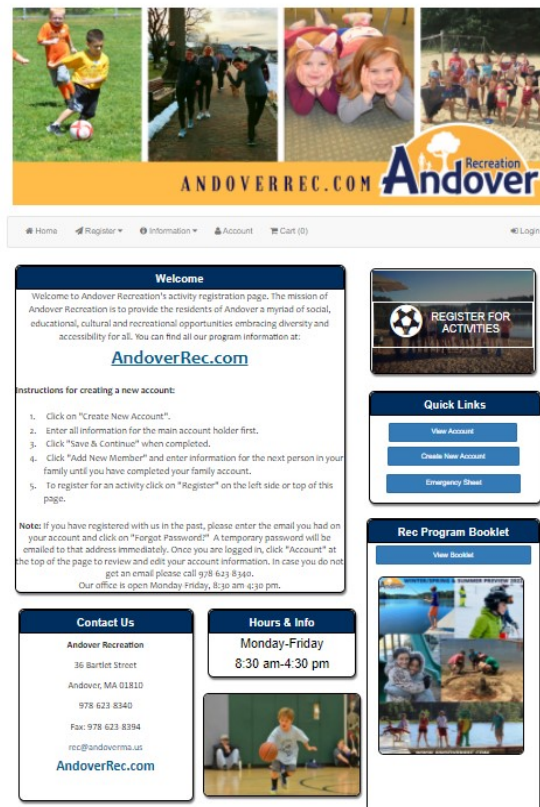 ANDOVERREC.COM
Recreation
Andover
Home Register Information Account Cart (0) Login
Welcome
Welcome to Andover Recreation's activity registration page. The mission of
Andover Recreation is to provide the residents of Andover a myriad of social,
educational, cultural and recreational opportunities embracing diversity and
accessibility for all. You can find all our program information at:
AndoverRec.com
Instructions for creating a new account:
1. Click on "Create New Account".
2. Enter all information for the main account holder first.
3. Click "Save & Continue" when completed.
4. Click "Add New Member" and enter information for the next person in your
family until you have completed your family account.
5. To register for an activity click on "Register" on the left side or top of this
page.
Note: If you have registered with us in the past, please enter the email you had on
your account and click on "Forgot Password?" A temporary password will be
emailed to that address immediately. Once you are logged in, click "Account" at
the top of the page to review and edit your account information. In case you do not
get an email please call 978 623 8340.
Our office is open Monday Friday, 8:30 am-4:30 pm.
REGISTER FOR
ACTIVITIES
Quick Links
View Account
Create New Account
Emergency Sheet
Rec Program Booklet
View Booklet
WINTER/SPRING & SUMMER PREVIEW
WWW.ANDOVERREC.COM
Contact Us
Andover Recreation
36 Bartlet Street
Andover, MA 01810
978 623 8340
Fax: 978 623 8394
rec@andoverma.us
AndoverRec.com
Hours & Info
Monday-Friday
8:30 am-4:30 pm